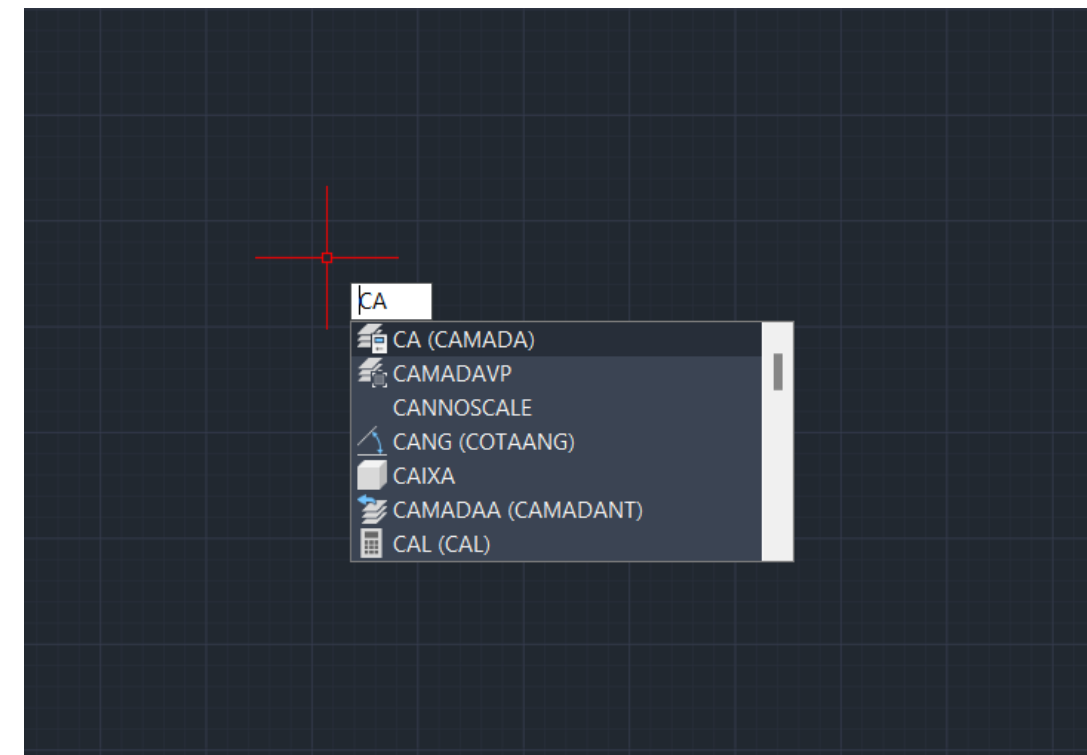 CA
CA (CAMADA)
CAMADAVP
CANNOSCALE
CANG (COTAANG)
CAIXA
CAMADAA (CAMADANT)
CAL (CAL)